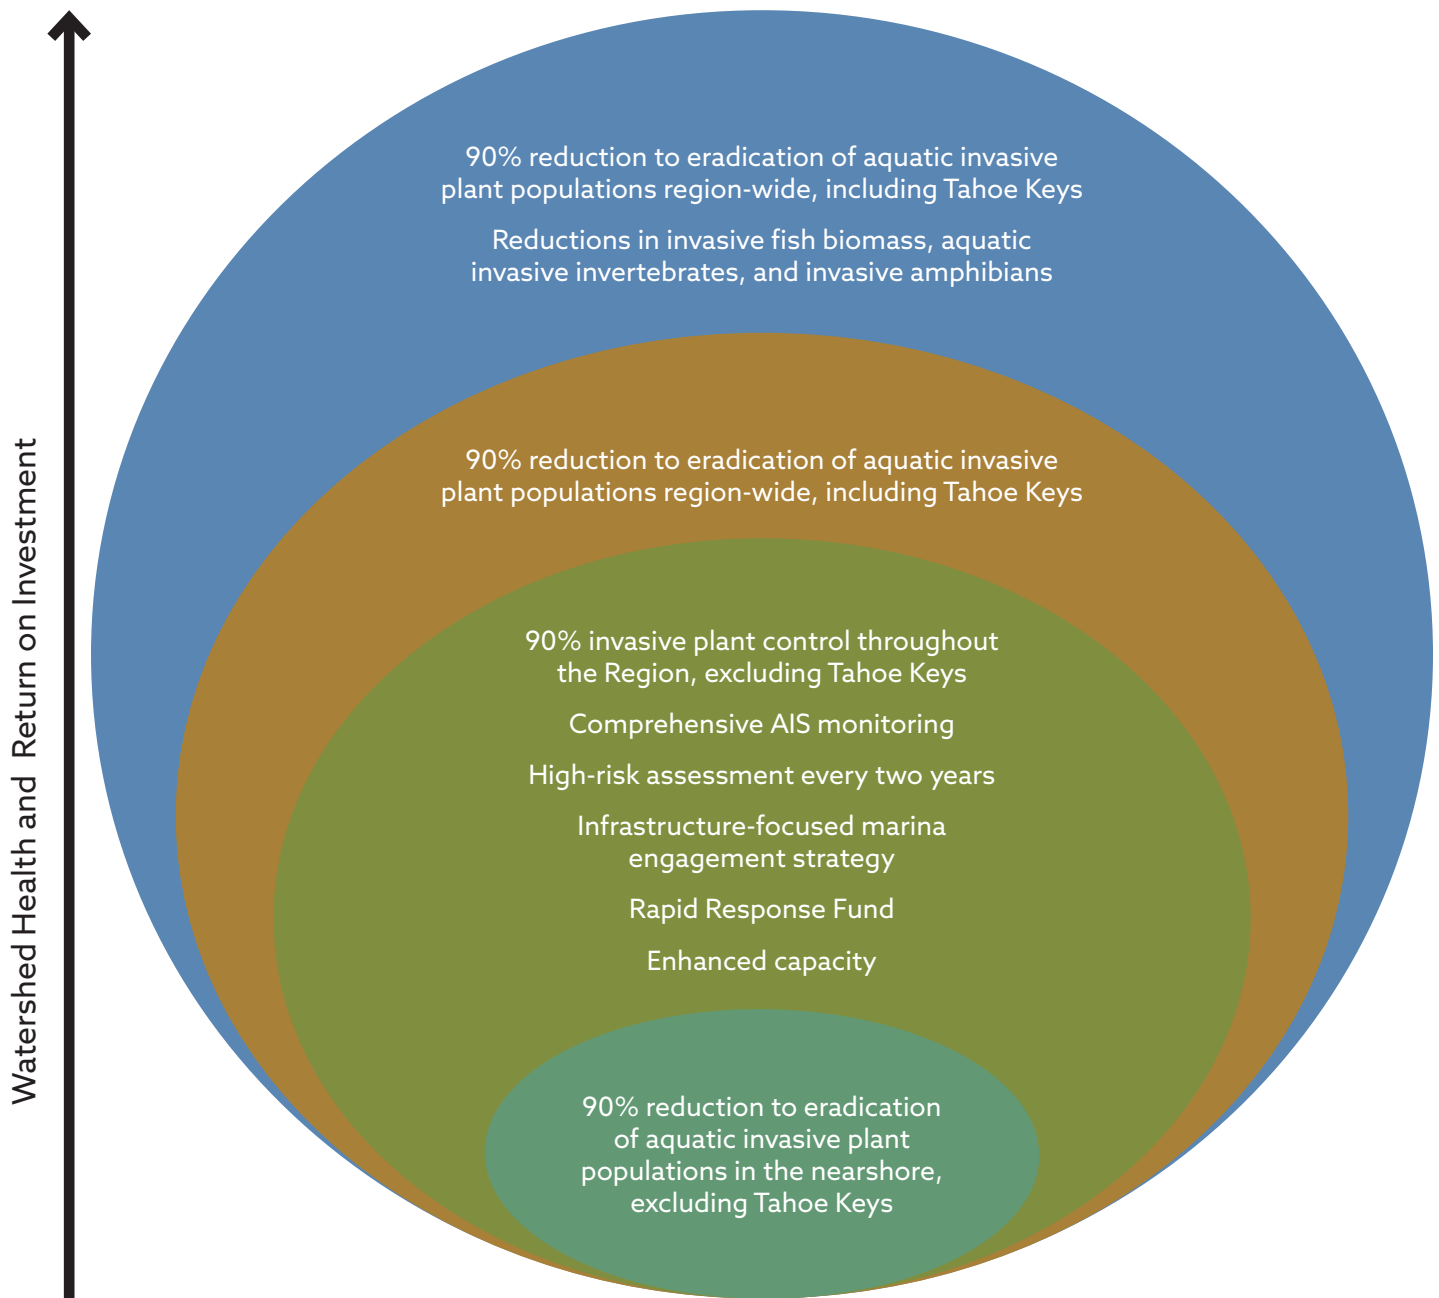 Watershed Health and Return on Investment
90% reduction to eradication of aquatic invasive
plant populations region-wide, including Tahoe Keys
Reductions in invasive fish biomass, aquatic
invasive invertebrates, and invasive amphibians
90% reduction to eradication of aquatic invasive
plant populations region-wide, including Tahoe Keys
90% invasive plant control throughout
the Region, excluding Tahoe Keys
Comprehensive AIS monitoring
High-risk assessment every two years
Infrastructure-focused marina
engagement strategy
Rapid Response Fund
Enhanced capacity
90% reduction to eradication
of aquatic invasive plant
populations in the nearshore,
excluding Tahoe Keys